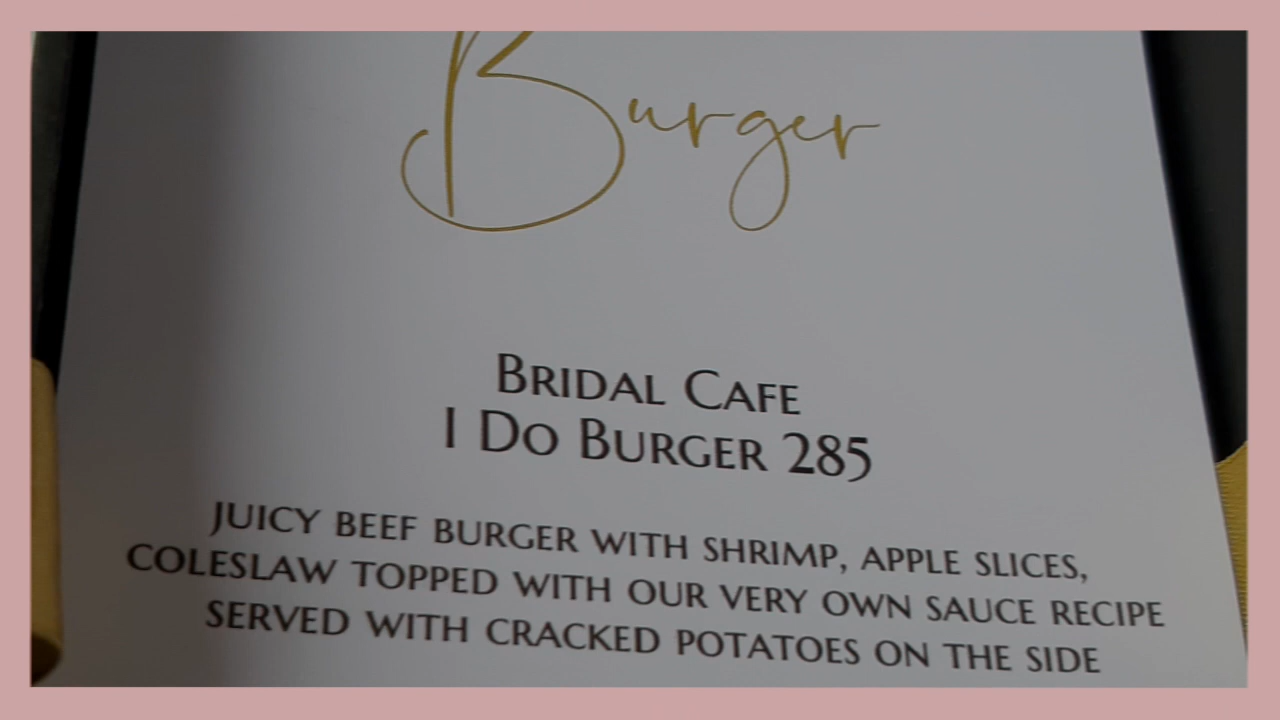 Burger
BRIDAL CAFE
I DO BURGER 285
JUICY BEEF BURGER WITH SHRIMP, APPLE SLICES,
COLESLAW TOPPED WITH OUR VERY OWN SAUCE RECIPE
SERVED WITH CRACKED POTATOES ON THE SIDE